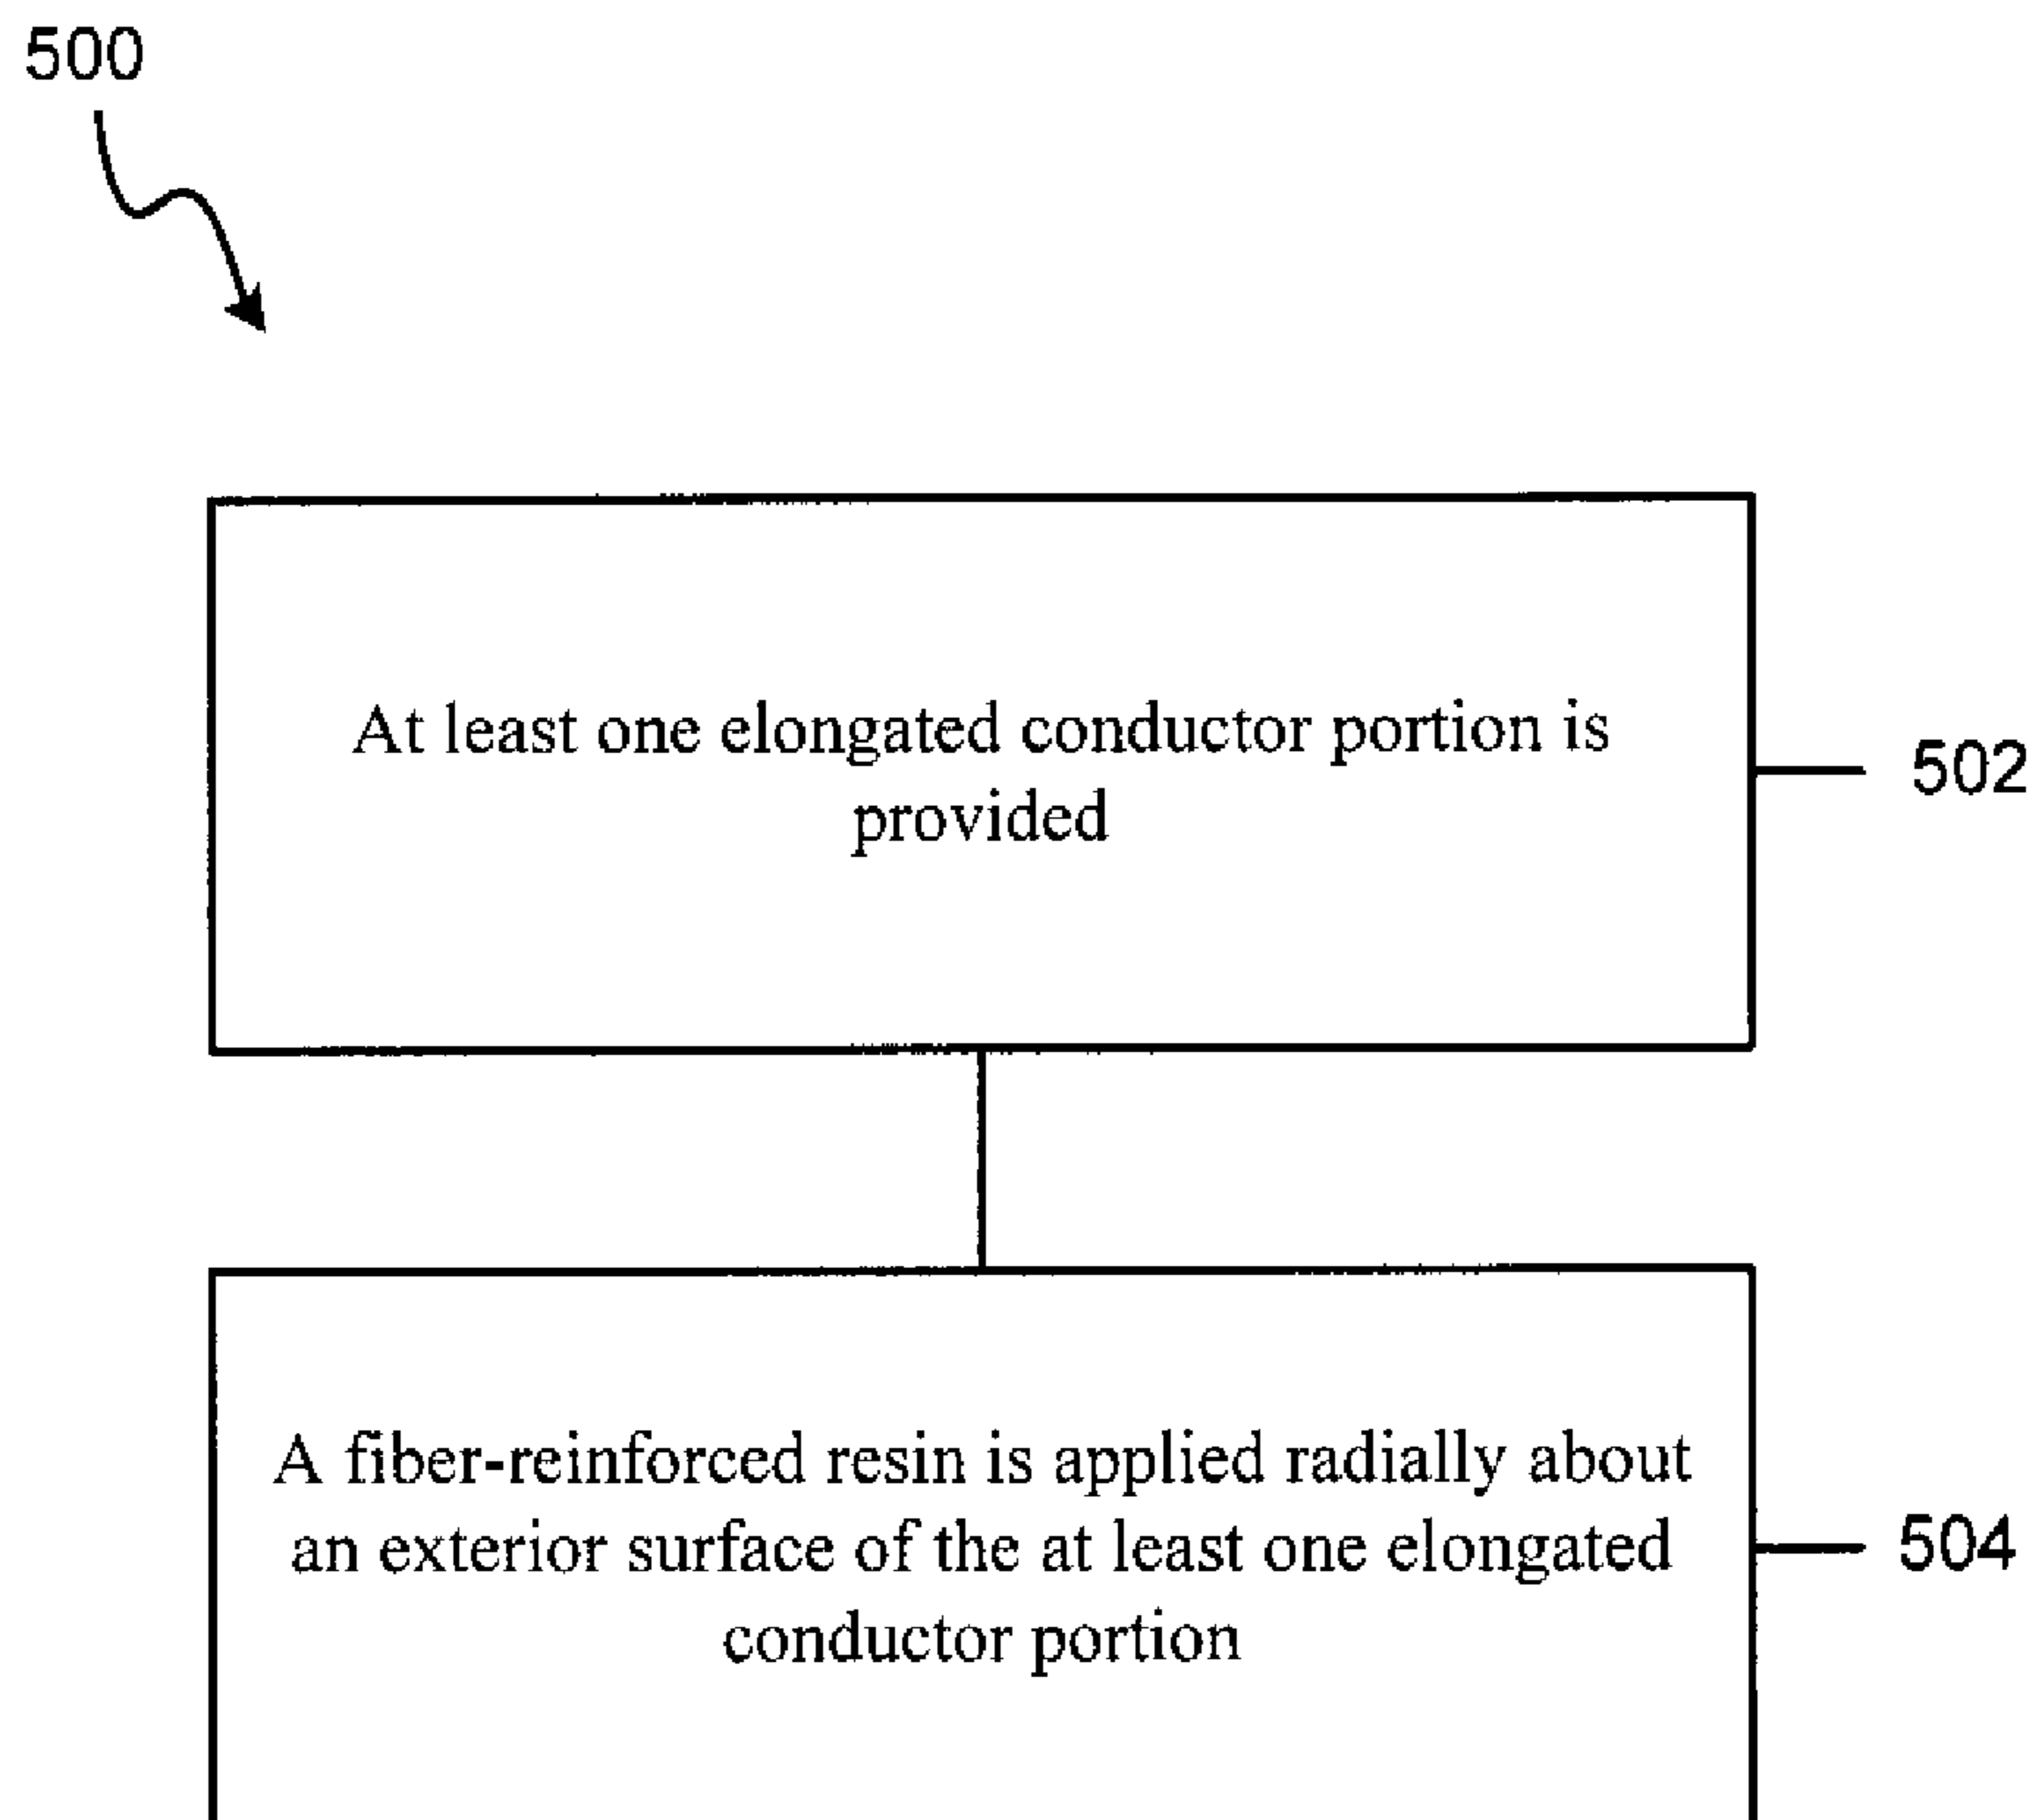 500
At least one elongated conductor portion is
provided
502
A fiber-reinforced resin is applied radially about
an exterior surface of the at least one elongated
conductor portion
504